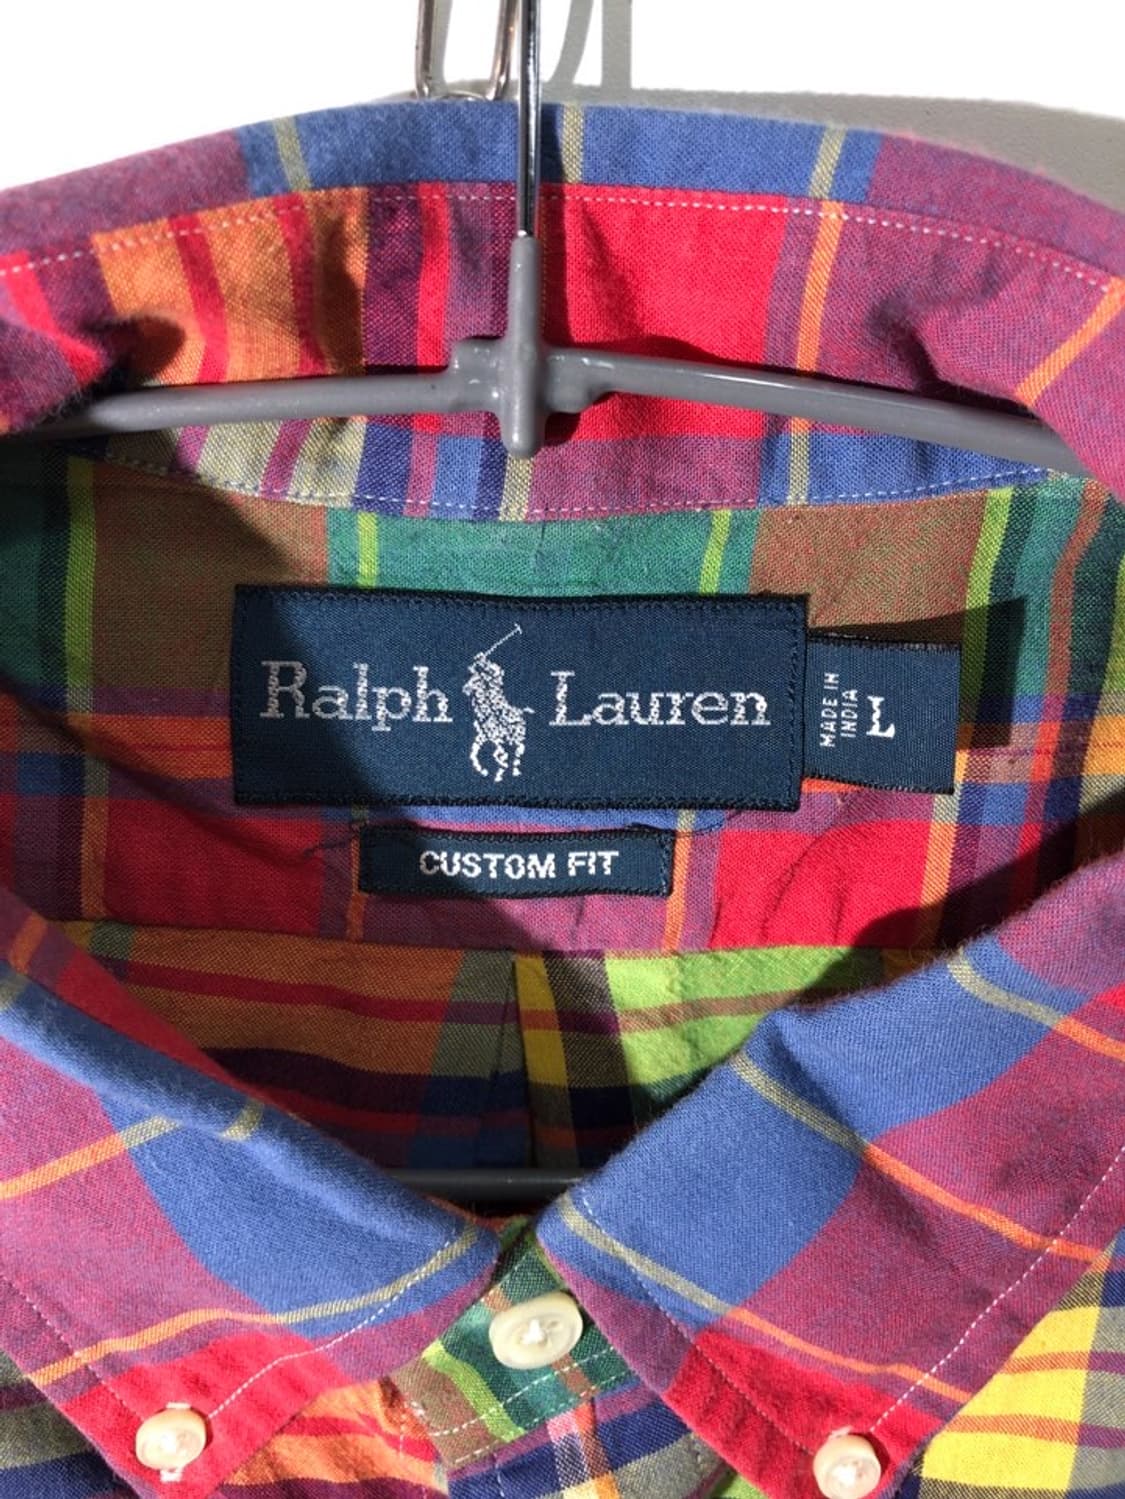 Ralph Lauren
MADE IN
INDIA
L
CUSTOM FIT